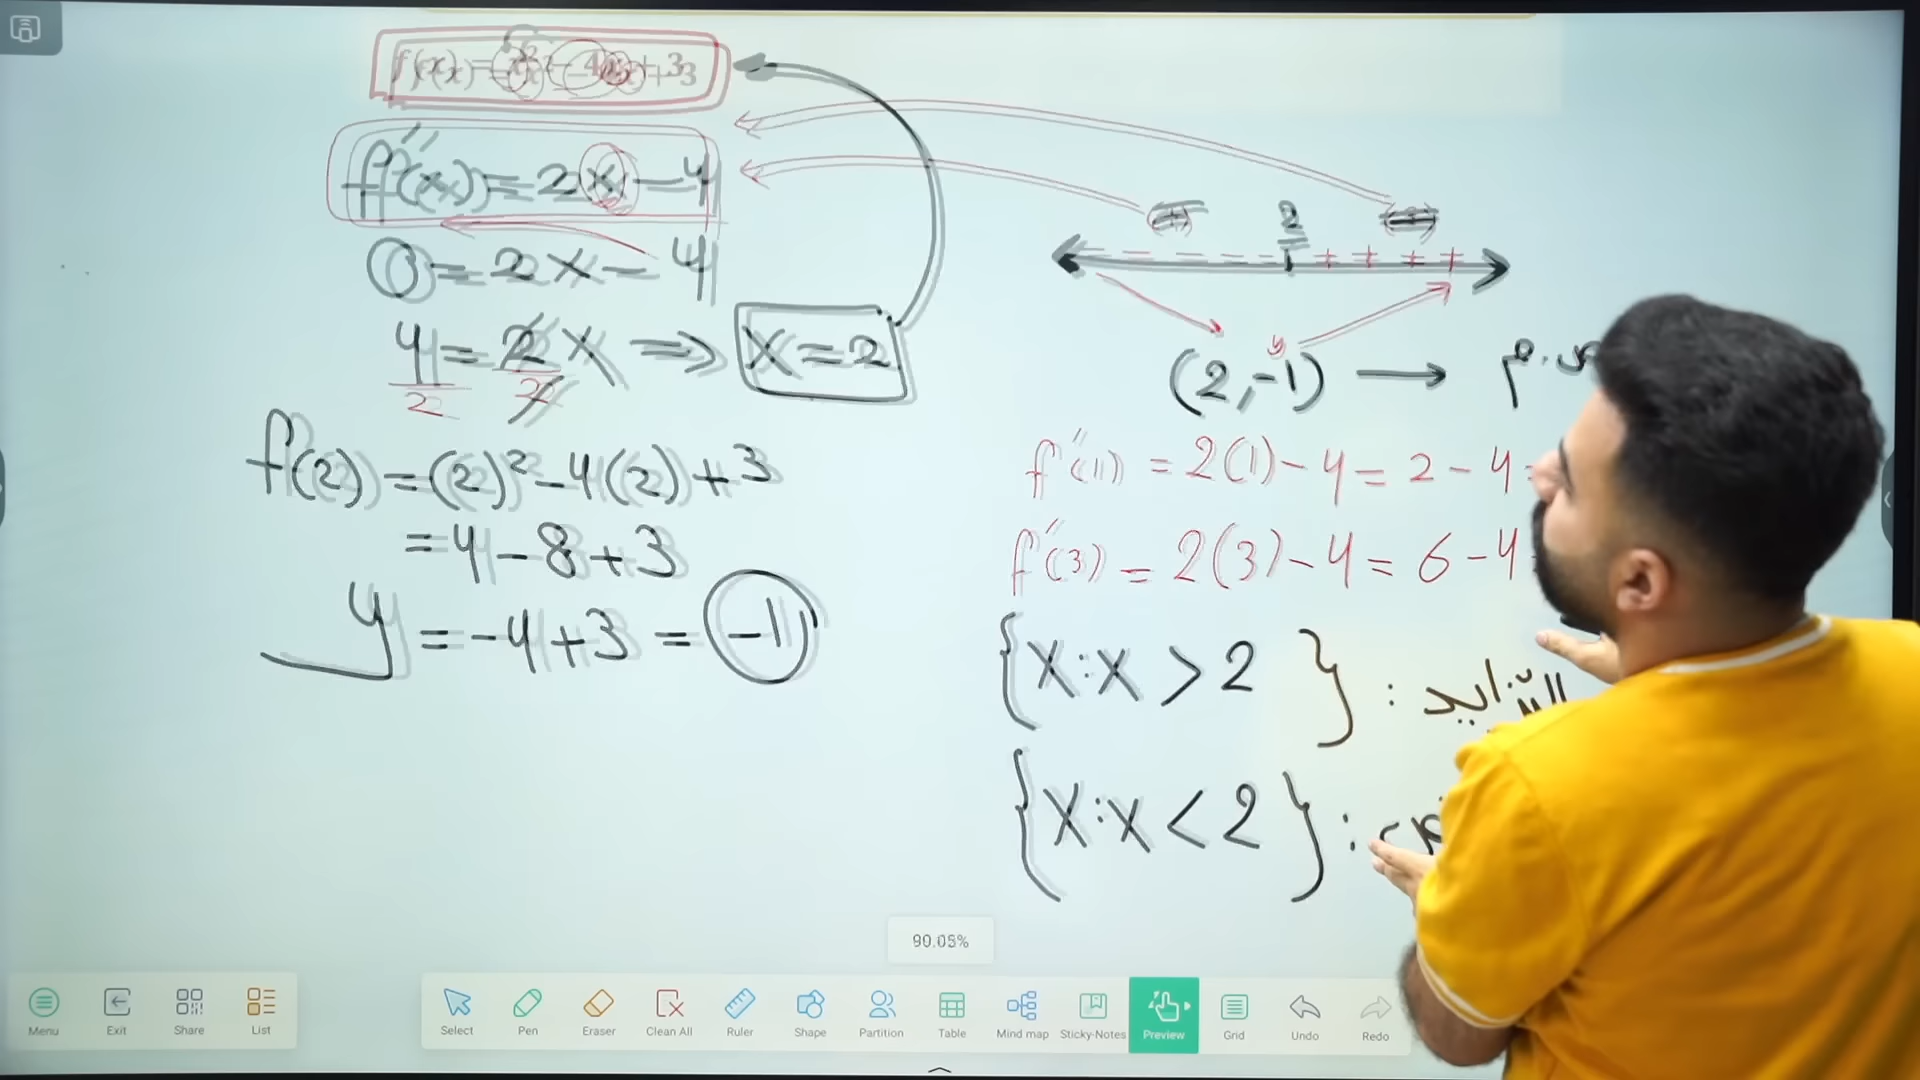 f(x) = x² - 4x + 3
f'(x) = 2x - 4
0 = 2x - 4
4/2 = 2x/2 ⇒ x = 2
f(2) = (2)² - 4(2) + 3
= 4 - 8 + 3
y = -4 + 3 = -1
2
- - - - - + + + +
y
(2, -1) →
f'(1) = 2(1) - 4 = 2 - 4
f'(3) = 2(3) - 4 = 6 - 4
{x : x > 2} : التزايد
{x : x < 2} :
90.05%
Menu Exit Share List Select Pen Eraser Clean All Ruler Shape Partition Table Mind map Sticky-Notes Preview Grid Undo Redo